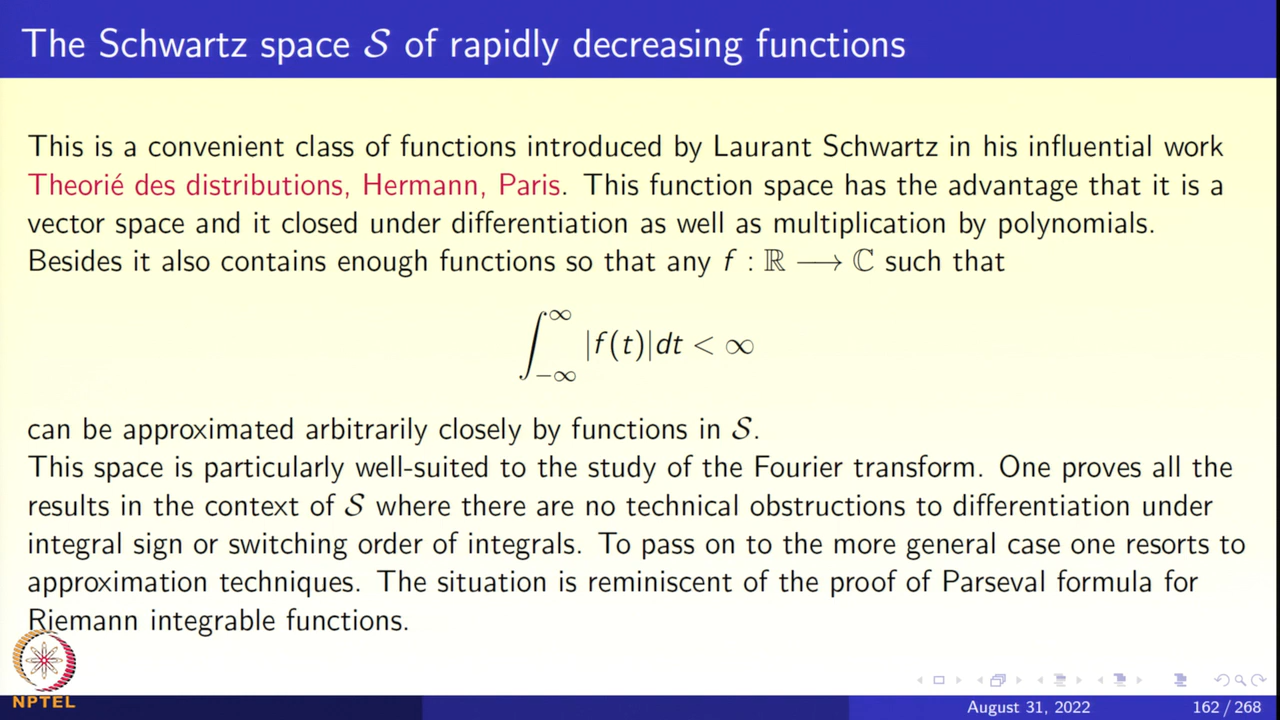 The Schwartz space 𝒮 of rapidly decreasing functions
This is a convenient class of functions introduced by Laurant Schwartz in his influential work
Theorié des distributions, Hermann, Paris. This function space has the advantage that it is a
vector space and it closed under differentiation as well as multiplication by polynomials.
Besides it also contains enough functions so that any f : ℝ ⟶ ℂ such that
∫_{-∞}^{∞} |f(t)|dt < ∞
can be approximated arbitrarily closely by functions in 𝒮.
This space is particularly well-suited to the study of the Fourier transform. One proves all the
results in the context of 𝒮 where there are no technical obstructions to differentiation under
integral sign or switching order of integrals. To pass on to the more general case one resorts to
approximation techniques. The situation is reminiscent of the proof of Parseval formula for
Riemann integrable functions.
NPTEL
August 31, 2022
162 / 268